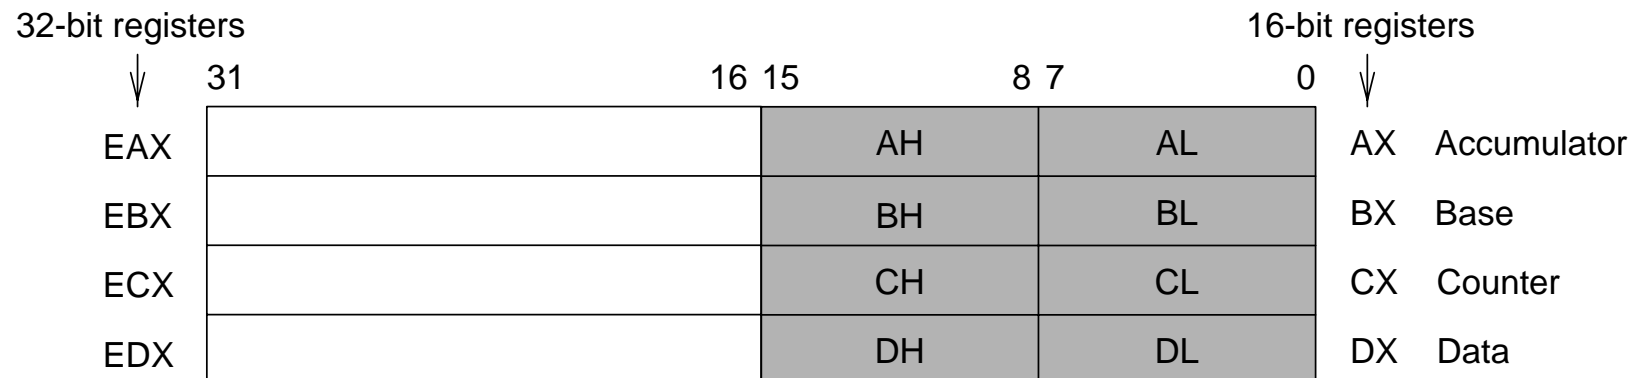 32-bit registers 16-bit registers
31 16 15 8 7 0
EAX AH AL AX Accumulator
EBX BH BL BX Base
ECX CH CL CX Counter
EDX DH DL DX Data